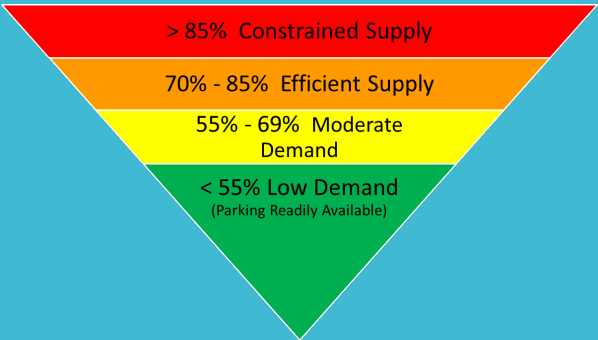 > 85%  Constrained Supply
70% - 85%  Efficient Supply
55% - 69%  Moderate
Demand
< 55% Low Demand
(Parking Readily Available)